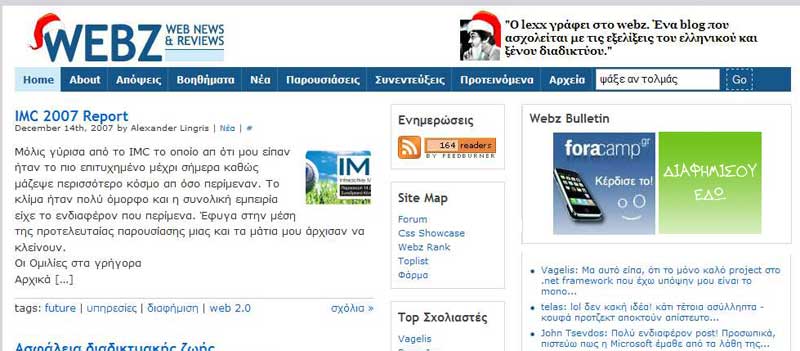 WEBZ WEB NEWS & REVIEWS
"Ο lexx γράφει στο webz. Ένα blog που
ασχολείται με τις εξελίξεις του ελληνικού και
ξένου διαδικτύου."
Home About Απόψεις Βοηθήματα Νέα Παρουσιάσεις Συνεντεύξεις Προτεινόμενα Αρχεία ψάξε αν τολμάς Go
IMC 2007 Report
December 14th, 2007 by Alexander Lingris | Νέα | #
Μόλις γύρισα από το IMC το οποίο απ ότι μου είπαν
ήταν το πιο επιτυχημένο μέχρι σήμερα καθώς
μάζεψε περισσότερο κόσμο απ όσο περίμεναν. Το
κλίμα ήταν πολύ όμορφο και η συνολική εμπειρία
είχε το ενδιαφέρον που περίμενα. Έφυγα στην μέση
της προτελευταίας παρουσίασης μιας και τα μάτια μου άρχισαν να
κλείνουν.
Οι Ομιλίες στα γρήγορα
Αρχικά […]
IM
tags: future | υπηρεσίες | διαφήμιση | web 2.0 σχόλια »
Ασφάλεια διαδικτυακής ζωής
Ενημερώσεις
164 readers
BY FEEDBURNER
Site Map
Forum
Css Showcase
Webz Rank
Toplist
Φάρμα
Top Σχολιαστές
Vagelis
Webz Bulletin
foracamp.gr
Κέρδισε το!
ΔΙΑΦΗΜΙΣΟΥ
ΕΔΩ
Vagelis: Μα αυτό είπα, ότι το μόνο καλό project στο
.net framework που έχω υπόψην μου είναι το
mono...
telas: lol δεν κακή ιδέα! κάτι τέτοια ασύλληπτα -
κουφά προτζεκτ αποκτούν απίστευτο...
John Tsevdos: Πολύ ενδιαφέρον post! Προσωπικά,
πιστεύω πως η Microsoft έμαθε από τα λάθη της...